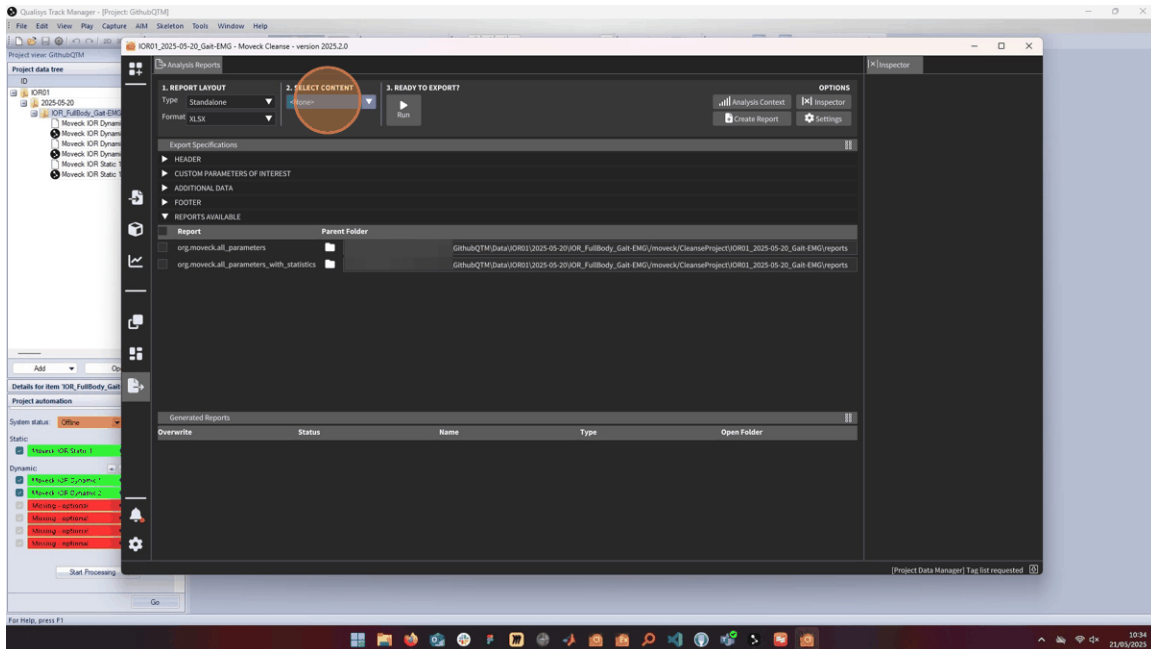 Qualisys Track Manager - [Project: GithubQTM]
File Edit View Play Capture AIM Skeleton Tools Window Help
Project view: GithubQTM
Project data tree
ID
IOR01
2025-05-20
IOR_FullBody_Gait-EMG
Moveck IOR Dynami
Moveck IOR Dynami
Moveck IOR Dynami
Moveck IOR Dynami
Moveck IOR Static 1
Moveck IOR Static 1
Add
Op
Details for item 'IOR_FullBody_Gait
Project automation
System status: Offline
Static:
Moveck IOR Static 1
Dynamic:
Moveck IOR Dynamic 1
Moveck IOR Dynamic 2
Missing - optional
Missing - optional
Missing - optional
Missing - optional
Start Processing
Go
For Help, press F1
IOR01_2025-05-20_Gait-EMG - Moveck Cleanse - version 2025.2.0
Analysis Reports
Inspector
1. REPORT LAYOUT
Type Standalone
Format XLSX
2. SELECT CONTENT
<None>
3. READY TO EXPORT?
Run
OPTIONS
Analysis Context
Inspector
Create Report
Settings
Export Specifications
HEADER
CUSTOM PARAMETERS OF INTEREST
ADDITIONAL DATA
FOOTER
REPORTS AVAILABLE
Report Parent Folder
org.moveck.all_parameters GithubQTM\Data\IOR01\2025-05-20\IOR_FullBody_Gait-EMG\/moveck/CleanseProject\IOR01_2025-05-20_Gait-EMG\reports
org.moveck.all_parameters_with_statistics GithubQTM\Data\IOR01\2025-05-20\IOR_FullBody_Gait-EMG\/moveck/CleanseProject\IOR01_2025-05-20_Gait-EMG\reports
Generated Reports
Overwrite Status Name Type Open Folder
[Project Data Manager] Tag list requested
10:34
21/05/2025